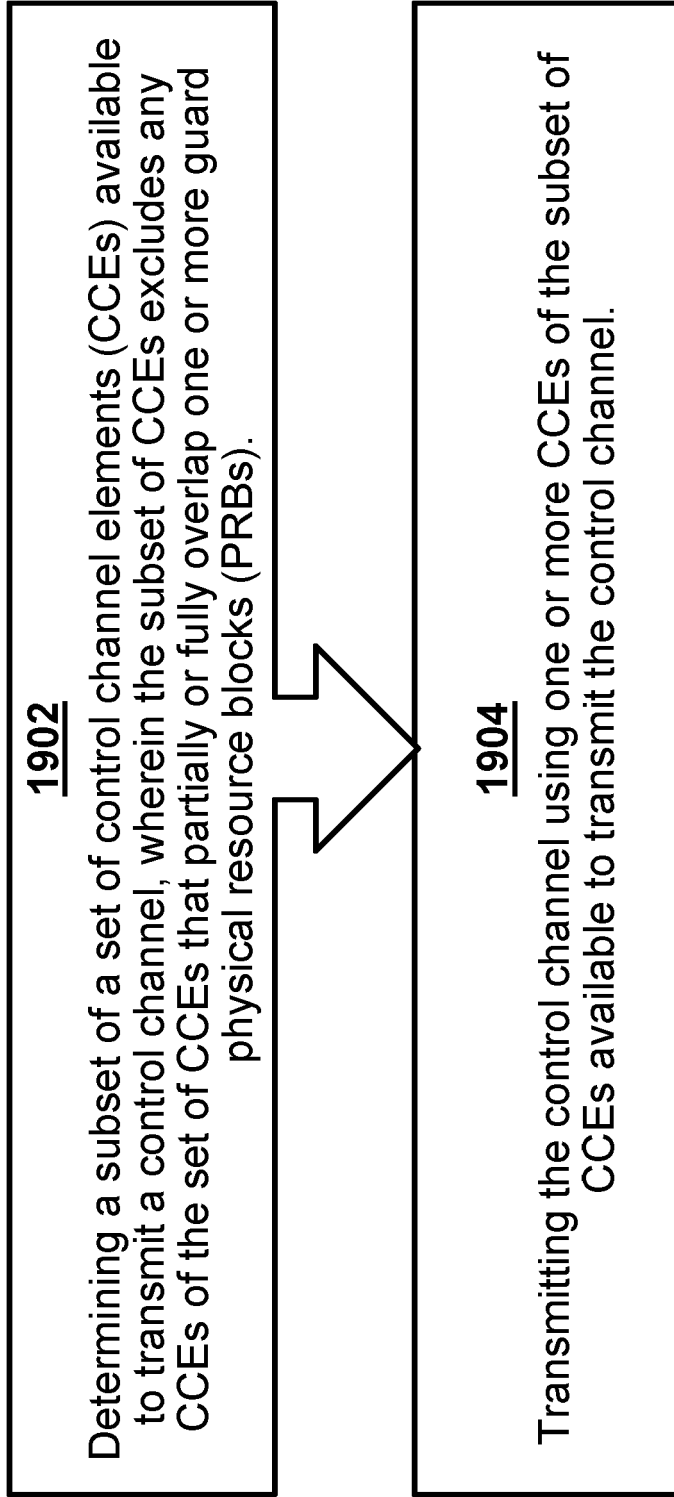 1902
Determining a subset of a set of control channel elements (CCEs) available
to transmit a control channel, wherein the subset of CCEs excludes any
CCEs of the set of CCEs that partially or fully overlap one or more guard
physical resource blocks (PRBs).
1904
Transmitting the control channel using one or more CCEs of the subset of
CCEs available to transmit the control channel.